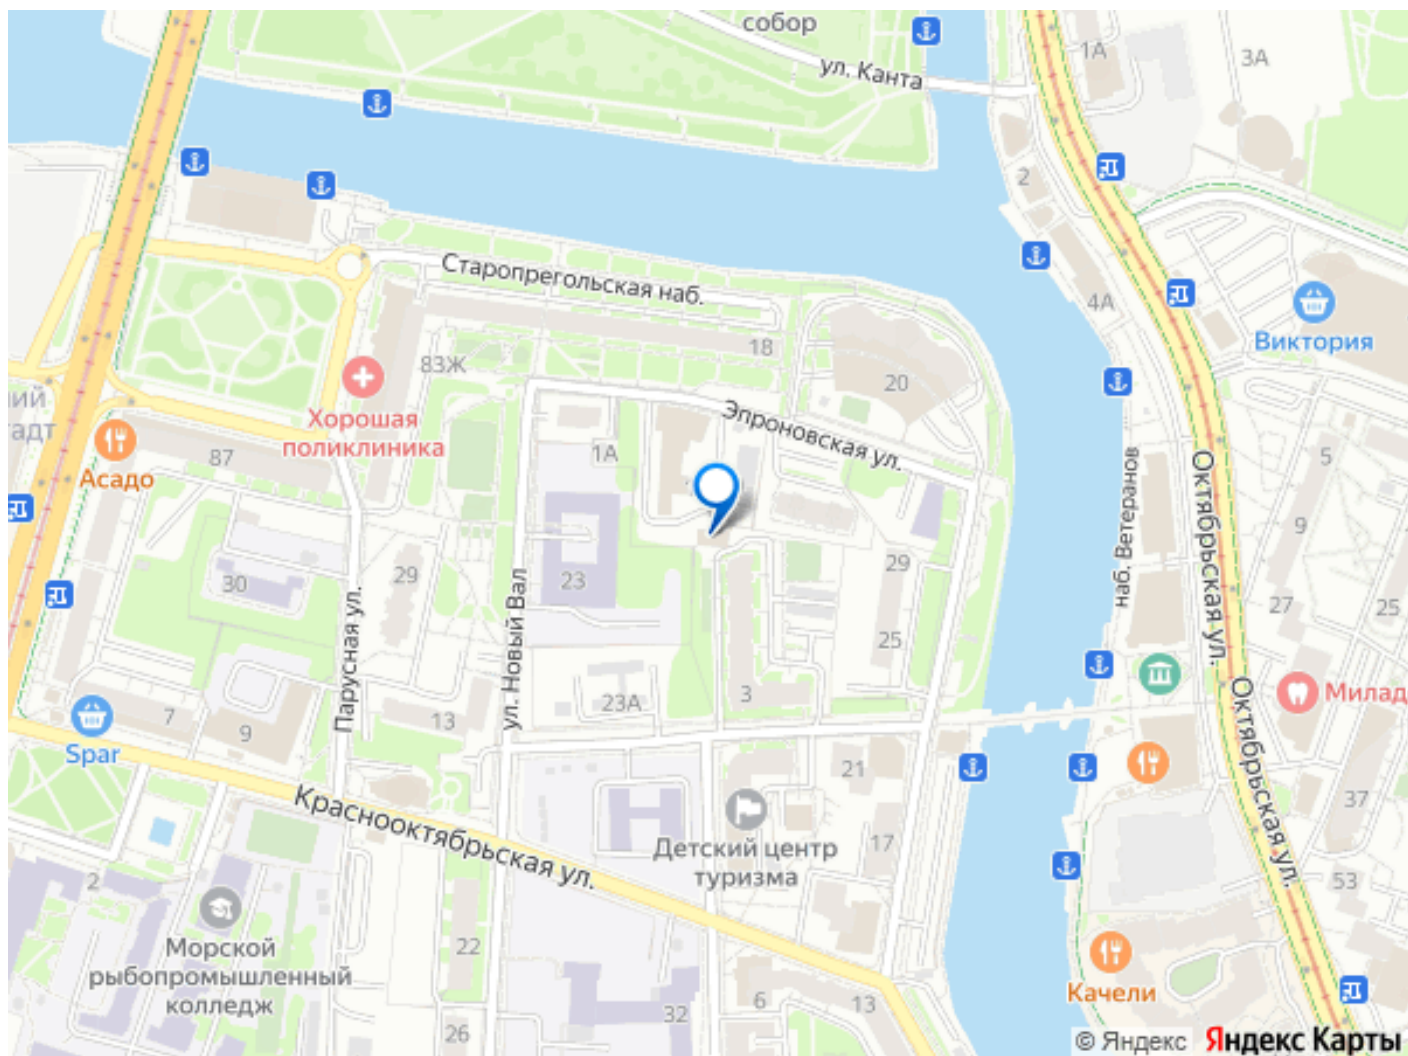 собор
ул. Канта
1А
3А
2
Старопрегольская наб.
4А
18
83Ж
20
Виктория
ний
тадт
Хорошая
поликлиника
Эпроновская ул.
Асадо
87
1А
5
9
наб. Ветеранов
Октябрьская ул.
30
29
23
29
27
25
25
Парусная ул.
ул. Новый Вал
23А
3
7
9
13
Spar
Милад
Октябрьская ул.
21
37
Краснооктябрьская ул.
Детский центр
туризма
17
2
53
Морской
рыбопромышленный
колледж
22
Качели
6
13
32
26
© Яндекс
Яндекс Карты